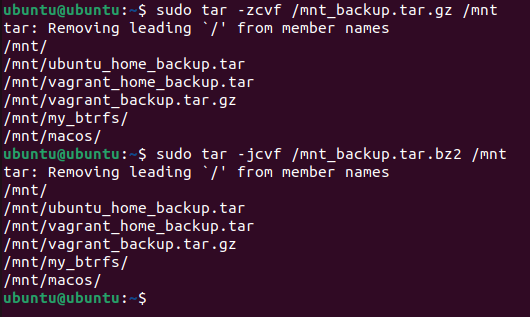 ubuntu@ubuntu:~$ sudo tar -zcvf /mnt_backup.tar.gz /mnt
tar: Removing leading `/' from member names
/mnt/
/mnt/ubuntu_home_backup.tar
/mnt/vagrant_home_backup.tar
/mnt/vagrant_backup.tar.gz
/mnt/my_btrfs/
/mnt/macos/
ubuntu@ubuntu:~$ sudo tar -jcvf /mnt_backup.tar.bz2 /mnt
tar: Removing leading `/' from member names
/mnt/
/mnt/ubuntu_home_backup.tar
/mnt/vagrant_home_backup.tar
/mnt/vagrant_backup.tar.gz
/mnt/my_btrfs/
/mnt/macos/
ubuntu@ubuntu:~$